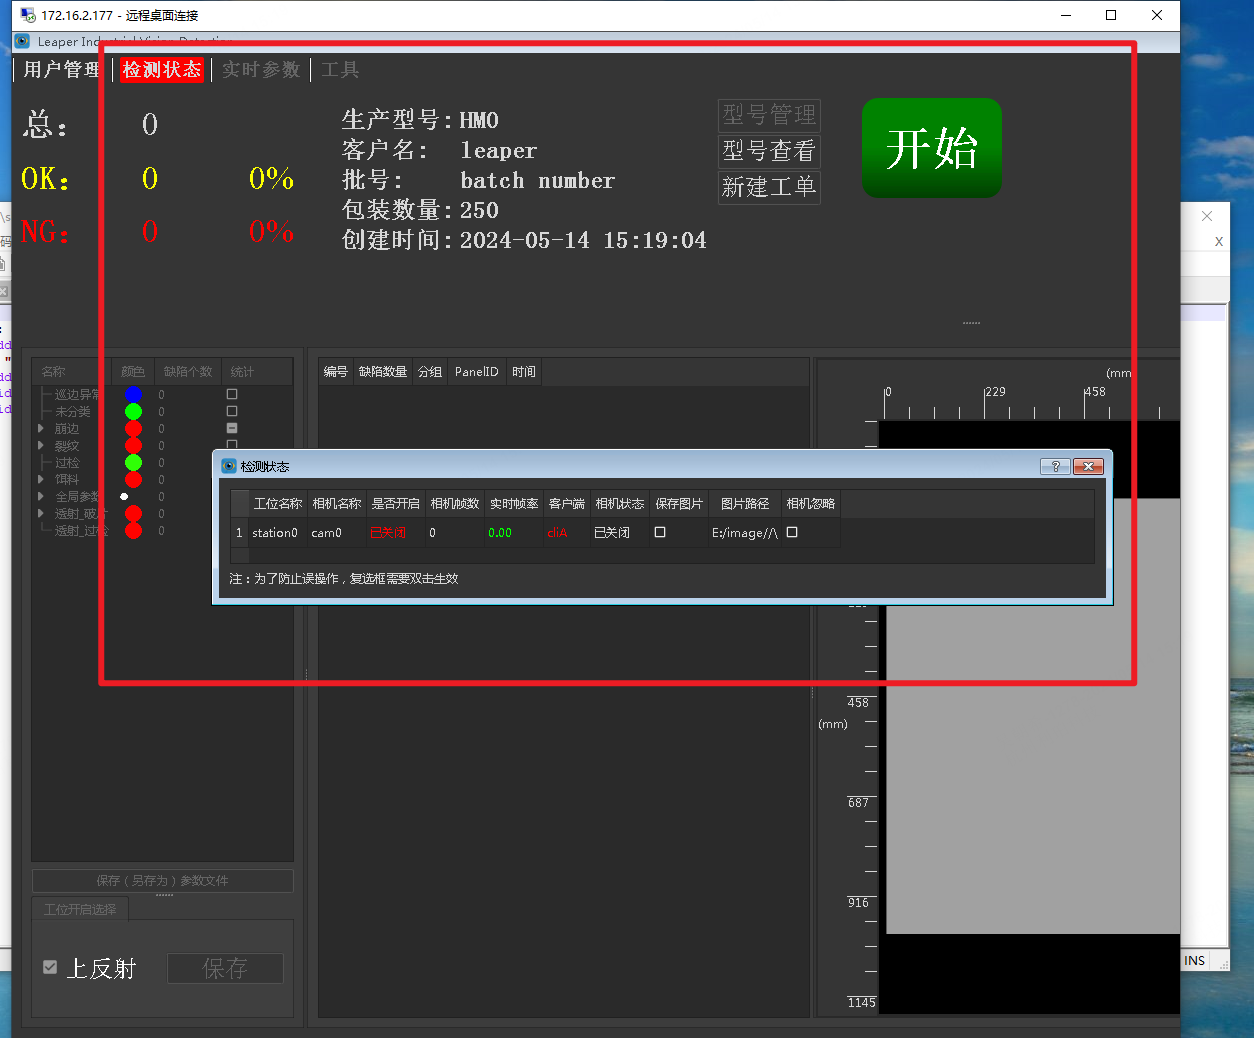 172.16.2.177 - 远程桌面连接
Leaper Industrial Vision Detection
用户管理 检测状态 实时参数 工具
总: 0
OK: 0 0%
NG: 0 0%
生产型号: HMO
客户名: leaper
批号: batch number
包装数量: 250
创建时间: 2024-05-14 15:19:04
型号管理
型号查看
新建工单
开始
名称 颜色 缺陷个数 统计
巡边异常 0
未分类 0
崩边 0
裂纹 0
过检 0
饵料 0
全局参数 0
透射_破片 0
透射_过检 0
编号 缺陷数量 分组 PanelID 时间
(mm)
0 229 458
检测状态
工位名称 相机名称 是否开启 相机帧数 实时帧率 客户端 相机状态 保存图片 图片路径 相机忽略
1 station0 cam0 已关闭 0 0.00 cliA 已关闭 E:/image//\
注：为了防止误操作，复选框需要双击生效
458
(mm)
687
916
1145
保存（另存为）参数文件
工位开启选择
上反射 保存
X
INS